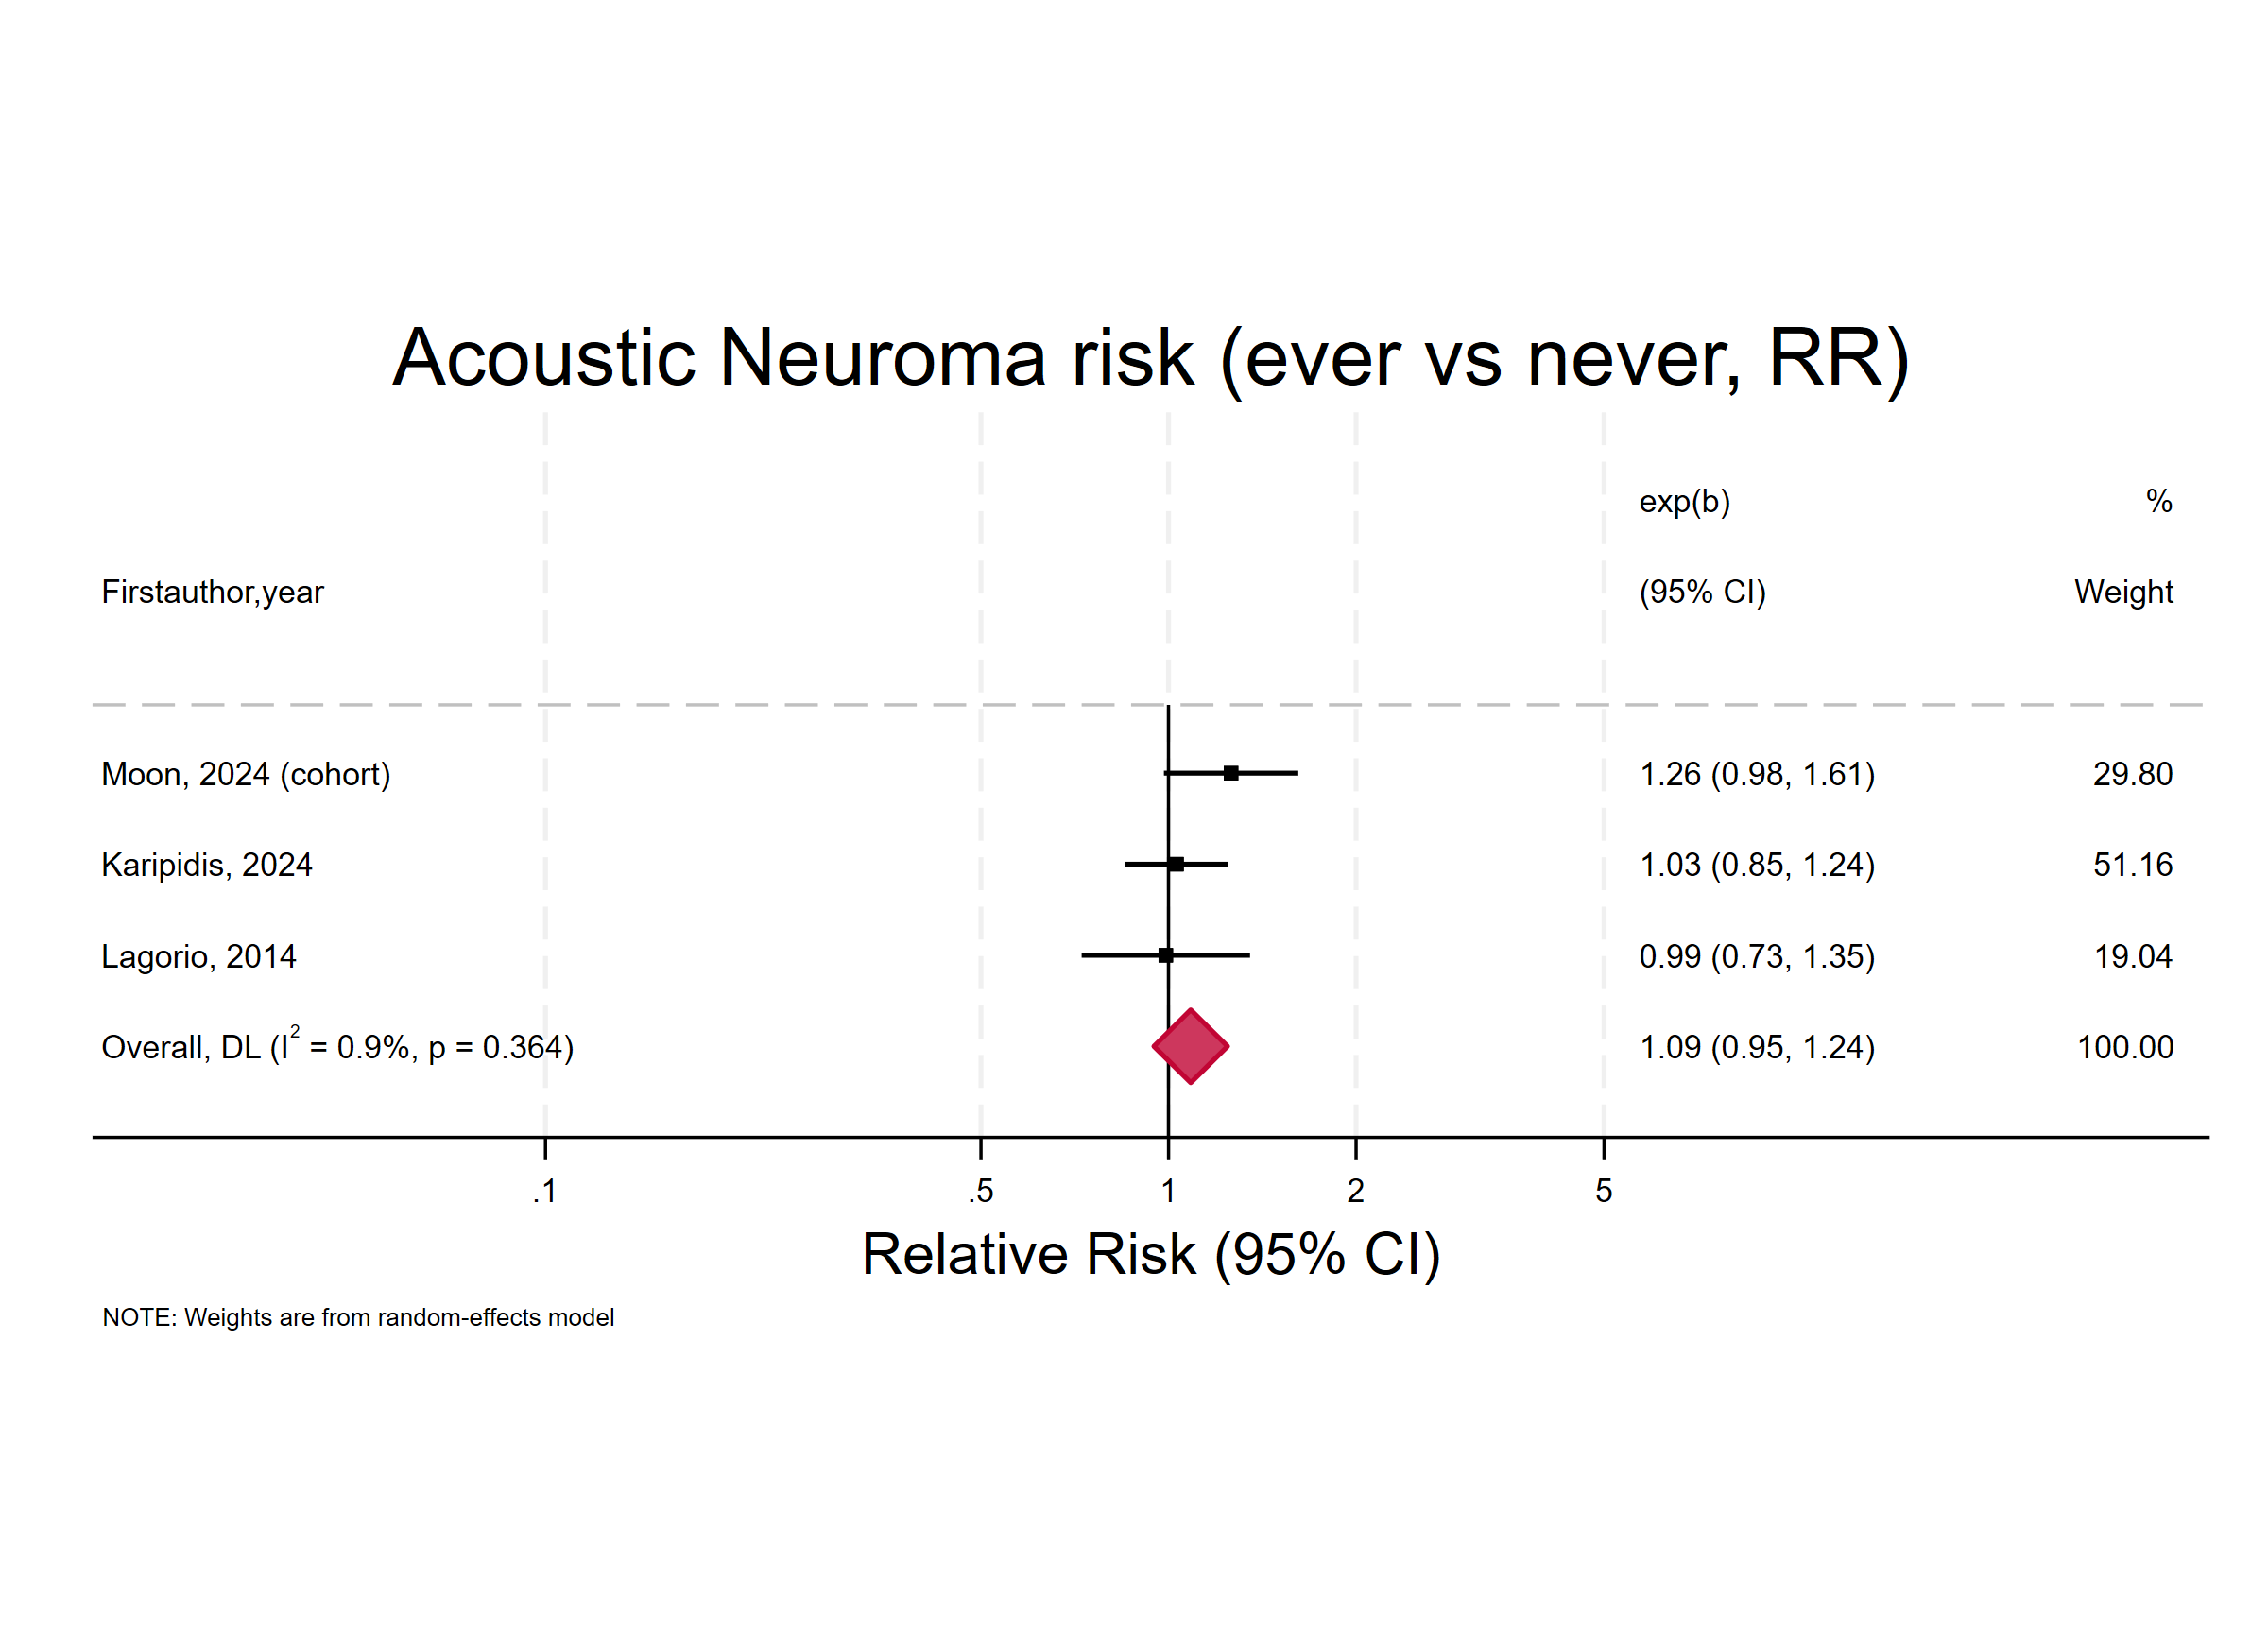 Acoustic Neuroma risk (ever vs never, RR)
exp(b) %
Firstauthor,year (95% CI) Weight
Moon, 2024 (cohort) 1.26 (0.98, 1.61) 29.80
Karipidis, 2024 1.03 (0.85, 1.24) 51.16
Lagorio, 2014 0.99 (0.73, 1.35) 19.04
Overall, DL (I² = 0.9%, p = 0.364) 1.09 (0.95, 1.24) 100.00
.1 .5 1 2 5
Relative Risk (95% CI)
NOTE: Weights are from random-effects model